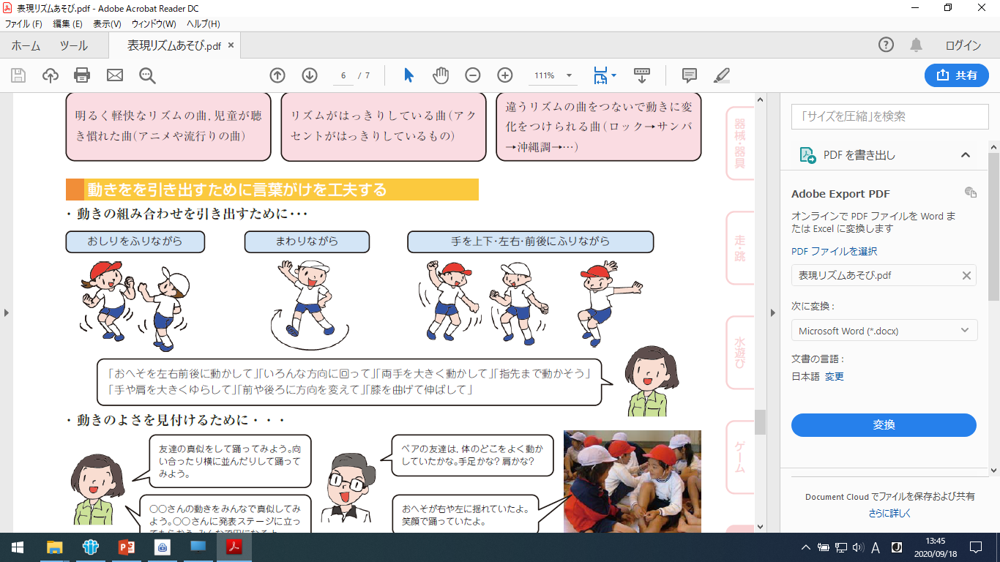 表現リズムあそび.pdf - Adobe Acrobat Reader DC
ファイル (F) 編集 (E) 表示(V) ウィンドウ(W) ヘルプ(H)
ホーム ツール 表現リズムあそび.pdf × ログイン
6 / 7 111% 共有
明るく軽快なリズムの曲，児童が聴
き慣れた曲（アニメや流行りの曲）
リズムがはっきりしている曲（アク
セントがはっきりしているもの）
違うリズムの曲をつないで動きに変
化をつけられる曲（ロック→サンバ
→沖縄調→…）
動きをを引き出すために言葉がけを工夫する
・動きの組み合わせを引き出すために･･･
おしりをふりながら
まわりながら
手を上下･左右･前後にふりながら
「おへそを左右前後に動かして」「いろんな方向に回って」「両手を大きく動かして」「指先まで動かそう」
「手や肩を大きくゆらして」「前や後ろに方向を変えて」「膝を曲げて伸ばして」
・動きのよさを見付けるために・・・
友達の真似をして踊ってみよう。向
い合ったり横に並んだりして踊って
みよう。
ペアの友達は，体のどこをよく動か
していたかな。手足かな？肩かな？
〇〇さんの動きをみんなで真似してみ
よう。〇〇さんに発表ステージに立っ
おへそが右や左に揺れていたよ。
笑顔で踊っていたよ。
器械・器具
走・跳
水遊び
ゲーム
「サイズを圧縮」を検索
PDF を書き出し
Adobe Export PDF
オンラインで PDF ファイルを Word ま
たは Excel に変換します
PDF ファイルを選択
表現リズムあそび.pdf
次に変換 :
Microsoft Word (*.docx)
文書の言語 :
日本語 変更
変換
Document Cloud でファイルを保存および共有
さらに詳しく
A
13:45
2020/09/18